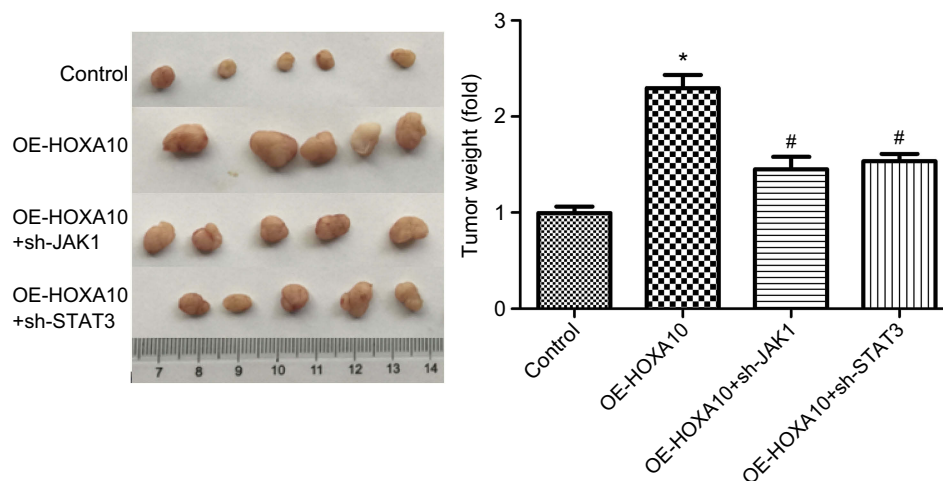 Control
OE-HOXA10
OE-HOXA10
+sh-JAK1
OE-HOXA10
+sh-STAT3
7 8 9 10 11 12 13 14
Tumor weight (fold)
3
2
1
0
*
#
#
Control
OE-HOXA10
OE-HOXA10+sh-JAK1
OE-HOXA10+sh-STAT3